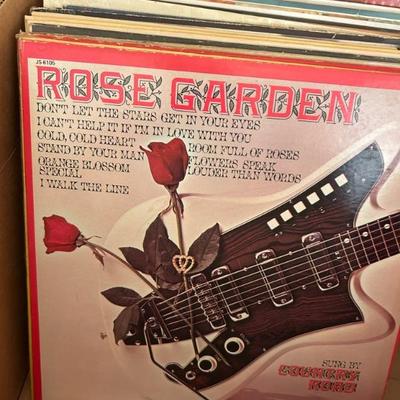 JS-6105
ROSE GARDEN
DON'T LET THE STARS GET IN YOUR EYES
I CAN'T HELP IT IF I'M IN LOVE WITH YOU
COLD, COLD HEART ROOM FULL OF ROSES
STAND BY YOUR MAN FLOWERS SPEAK
ORANGE BLOSSOM LOUDER THAN WORDS
SPECIAL
I WALK THE LINE
SUNG BY
COUNTRY
ROAD